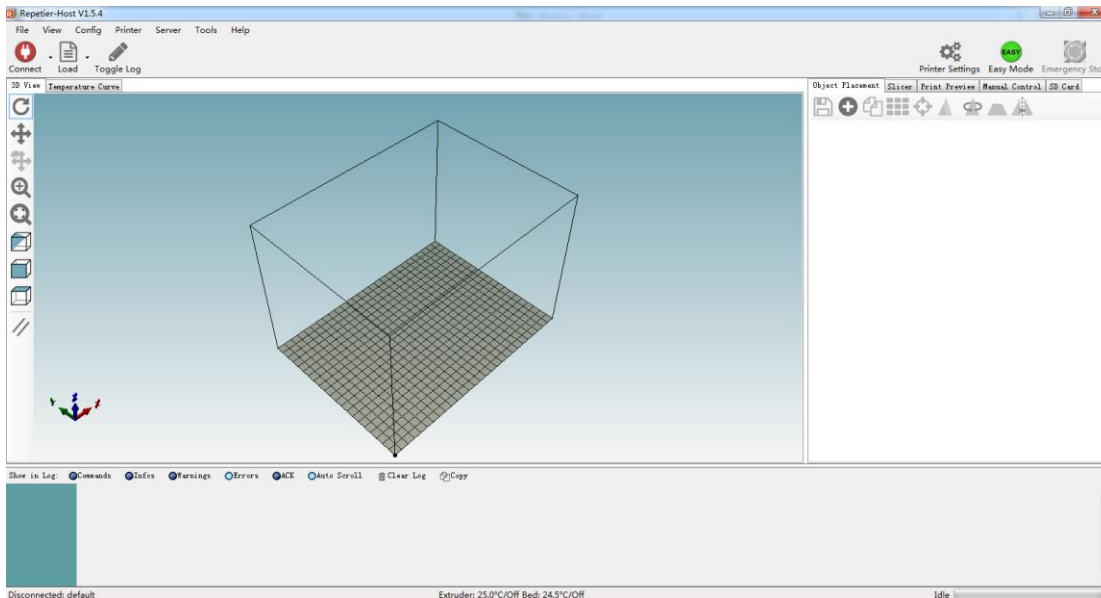 Repetier-Host V1.5.4
File View Config Printer Server Tools Help
Connect Load Toggle Log Printer Settings EASY Easy Mode Emergency Sto
3D View Temperature Curve Object Placement Slicer Print Preview Manual Control SD Card
Show in Log: Commands Infos Warnings Errors ACK Auto Scroll Clear Log Copy
Disconnected: default Extruder: 25.0°C/Off Bed: 24.5°C/Off Idle